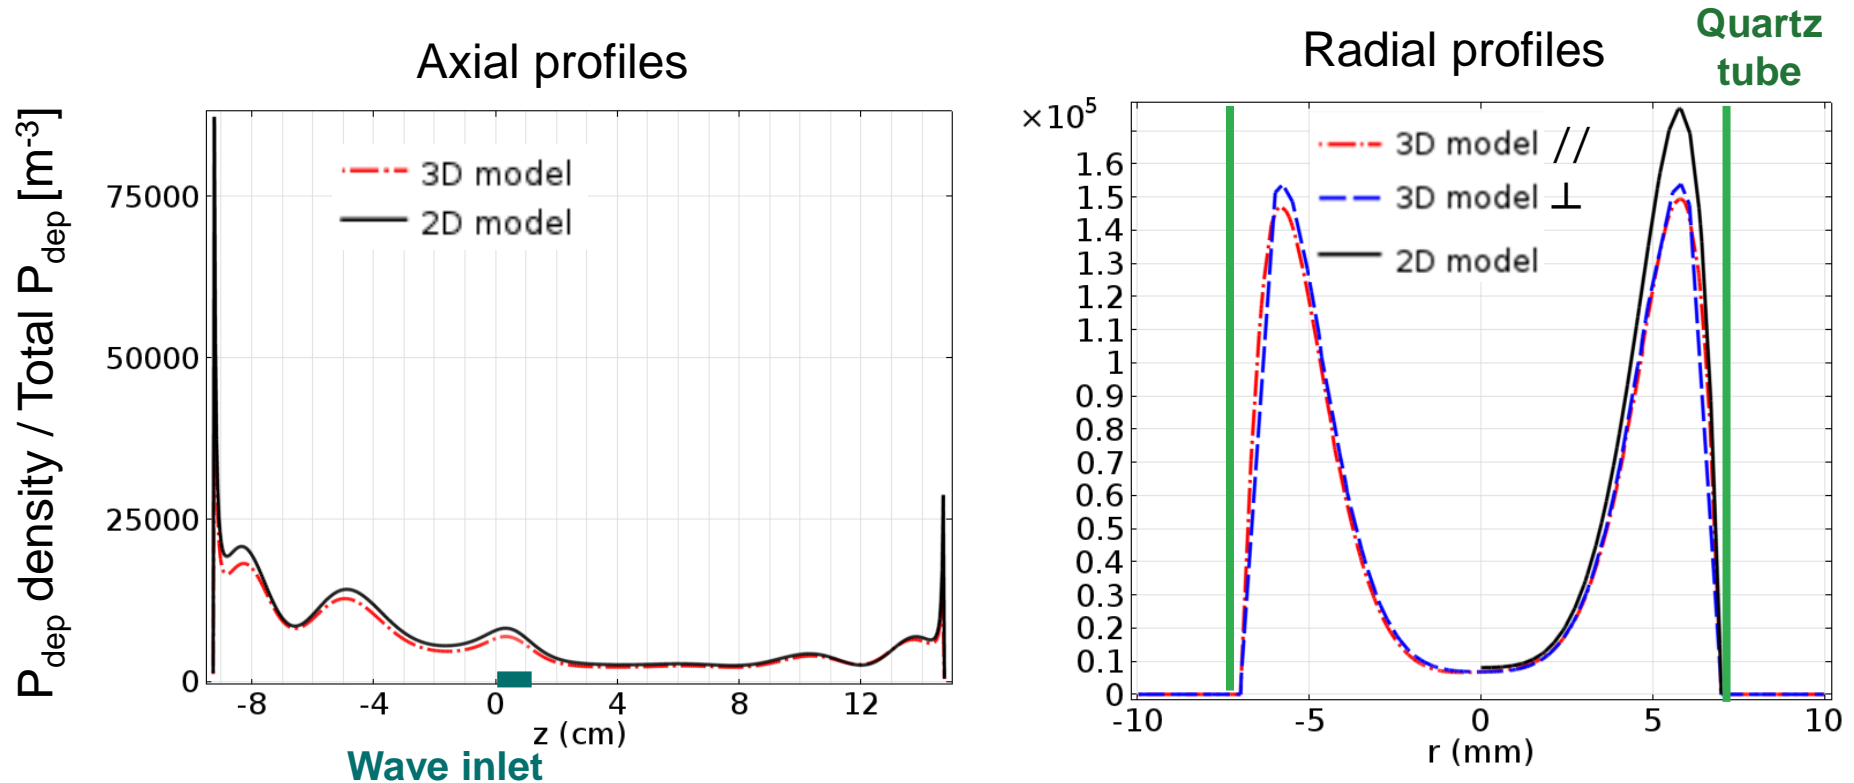 Axial profiles
P_dep density / Total P_dep [m^-3]
3D model
2D model
75000
50000
25000
0
-8 -4 0 4 8 12
z (cm)
Wave inlet
Radial profiles
Quartz
tube
×10^5
3D model //
3D model ⊥
2D model
1.6
1.5
1.4
1.3
1.2
1.1
1
0.9
0.8
0.7
0.6
0.5
0.4
0.3
0.2
0.1
0
-10 -5 0 5 10
r (mm)